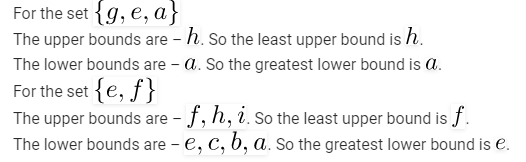 For the set {g, e, a}
The upper bounds are – h. So the least upper bound is h.
The lower bounds are – a. So the greatest lower bound is a.
For the set {e, f}
The upper bounds are – f, h, i. So the least upper bound is f.
The lower bounds are – e, c, b, a. So the greatest lower bound is e.